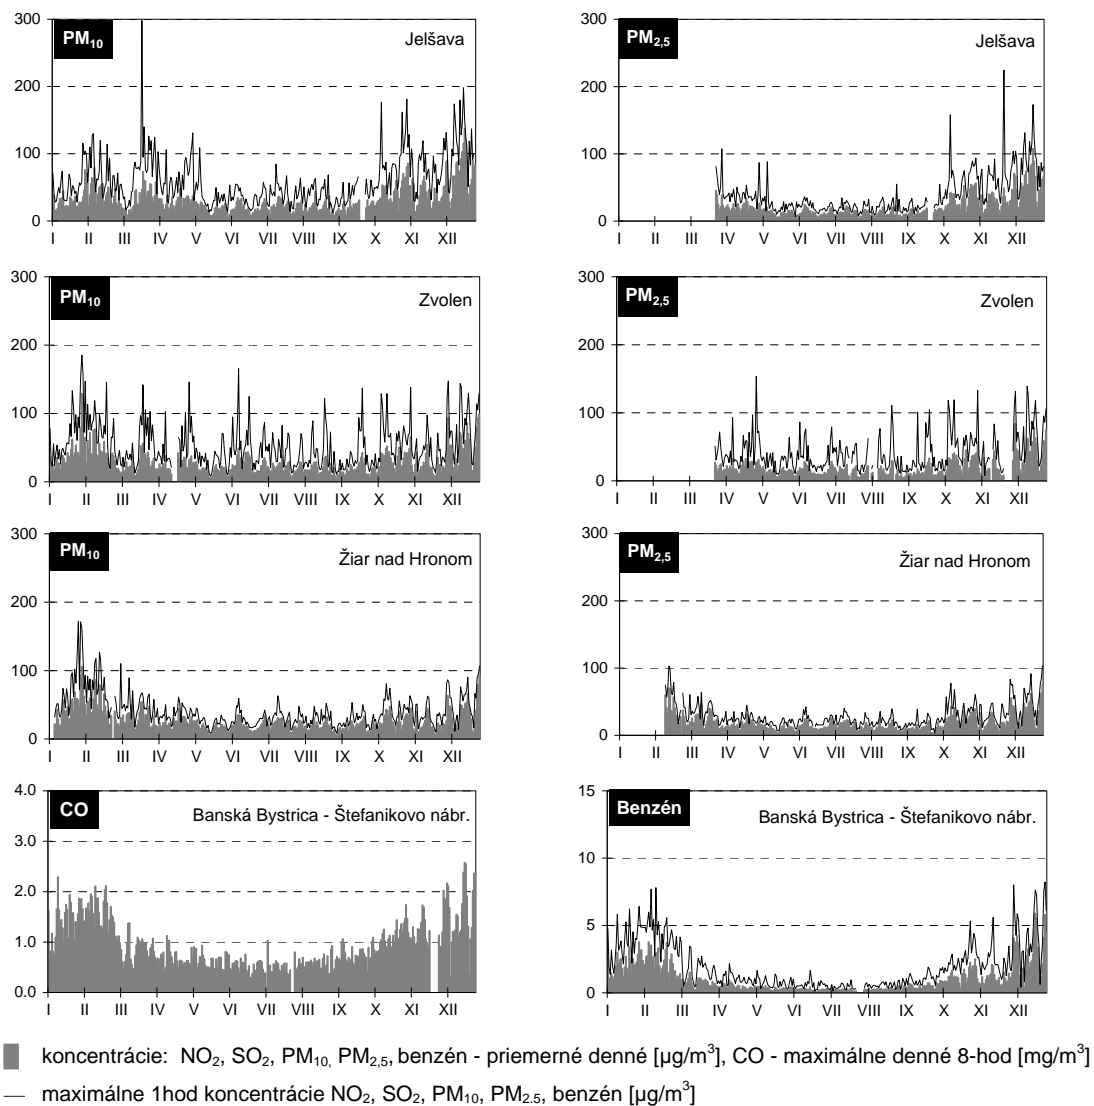 PM10 Jelšava
300
200
100
0
I II III IV V VI VII VIII IX X XI XII
PM2,5 Jelšava
300
200
100
0
I II III IV V VI VII VIII IX X XI XII
PM10 Zvolen
300
200
100
0
I II III IV V VI VII VIII IX X XI XII
PM2,5 Zvolen
300
200
100
0
I II III IV V VI VII VIII IX X XI XII
PM10 Žiar nad Hronom
300
200
100
0
I II III IV V VI VII VIII IX X XI XII
PM2,5 Žiar nad Hronom
300
200
100
0
I II III IV V VI VII VIII IX X XI XII
CO Banská Bystrica - Štefanikovo nábr.
4.0
3.0
2.0
1.0
0.0
I II III IV V VI VII VIII IX X XI XII
Benzén Banská Bystrica - Štefanikovo nábr.
15
10
5
0
I II III IV V VI VII VIII IX X XI XII
koncentrácie: NO2, SO2, PM10, PM2,5, benzén - priemerné denné [µg/m3], CO - maximálne denné 8-hod [mg/m3]
— maximálne 1hod koncentrácie NO2, SO2, PM10, PM2.5, benzén [µg/m3]